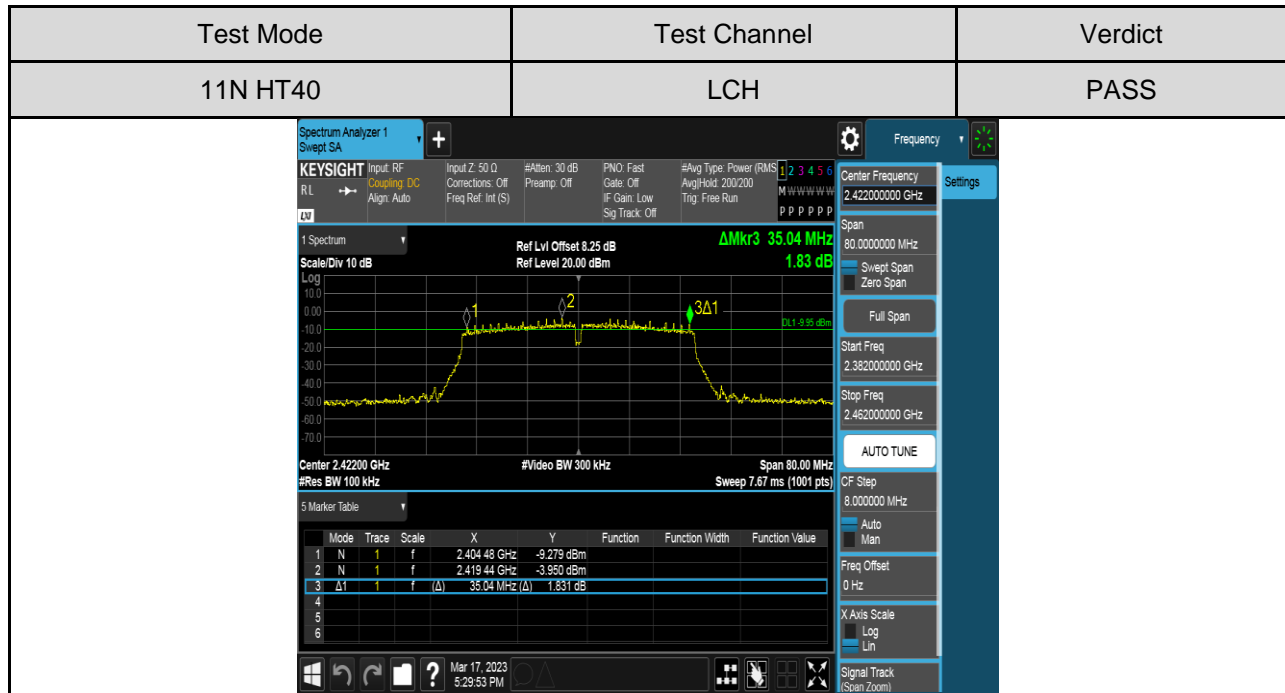 Test Mode Test Channel Verdict
11N HT40 LCH PASS
Spectrum Analyzer 1
Swept SA
+
Frequency
KEYSIGHT
RL
LXI
Input: RF
Coupling: DC
Align: Auto
Input Z: 50 Ω
Corrections: Off
Freq Ref: Int (S)
#Atten: 30 dB
Preamp: Off
PNO: Fast
Gate: Off
IF Gain: Low
Sig Track: Off
#Avg Type: Power (RMS
Avg|Hold: 200/200
Trig: Free Run
1 2 3 4 5 6
M W W W W W
P P P P P P
1 Spectrum
Scale/Div 10 dB
Ref Lvl Offset 8.25 dB
Ref Level 20.00 dBm
ΔMkr3 35.04 MHz
1.83 dB
Log
10.0
0.00
-10.0
-20.0
-30.0
-40.0
-50.0
-60.0
-70.0
1
2
3Δ1
DL1 -9.95 dBm
Center 2.42200 GHz
#Video BW 300 kHz
Span 80.00 MHz
#Res BW 100 kHz
Sweep 7.67 ms (1001 pts)
5 Marker Table
Mode Trace Scale X Y Function Function Width Function Value
1 N 1 f 2.404 48 GHz -9.279 dBm
2 N 1 f 2.419 44 GHz -3.950 dBm
3 Δ1 1 f (Δ) 35.04 MHz (Δ) 1.831 dB
4
5
6
?
Mar 17, 2023
5:29:53 PM
Center Frequency
2.422000000 GHz
Settings
Span
80.0000000 MHz
Swept Span
Zero Span
Full Span
Start Freq
2.382000000 GHz
Stop Freq
2.462000000 GHz
AUTO TUNE
CF Step
8.000000 MHz
Auto
Man
Freq Offset
0 Hz
X Axis Scale
Log
Lin
Signal Track
(Span Zoom)